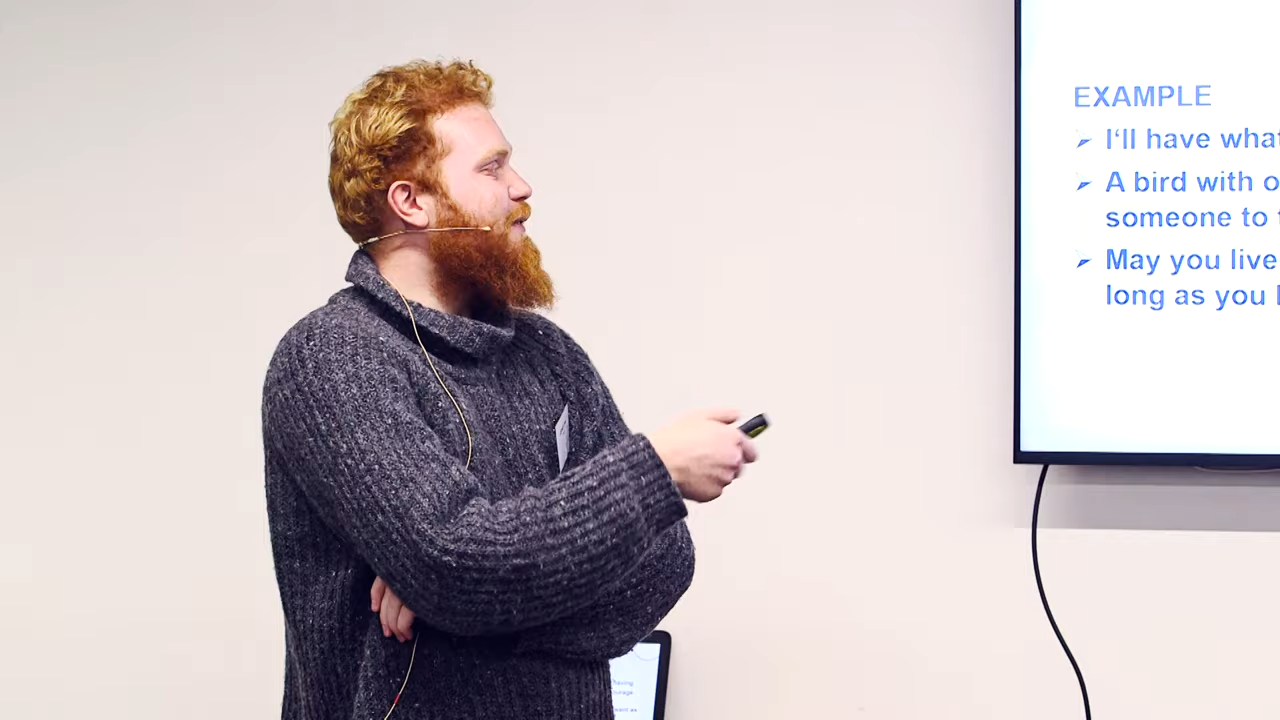 EXAMPLE
I'll have what
A bird with o
someone to
May you live
long as you